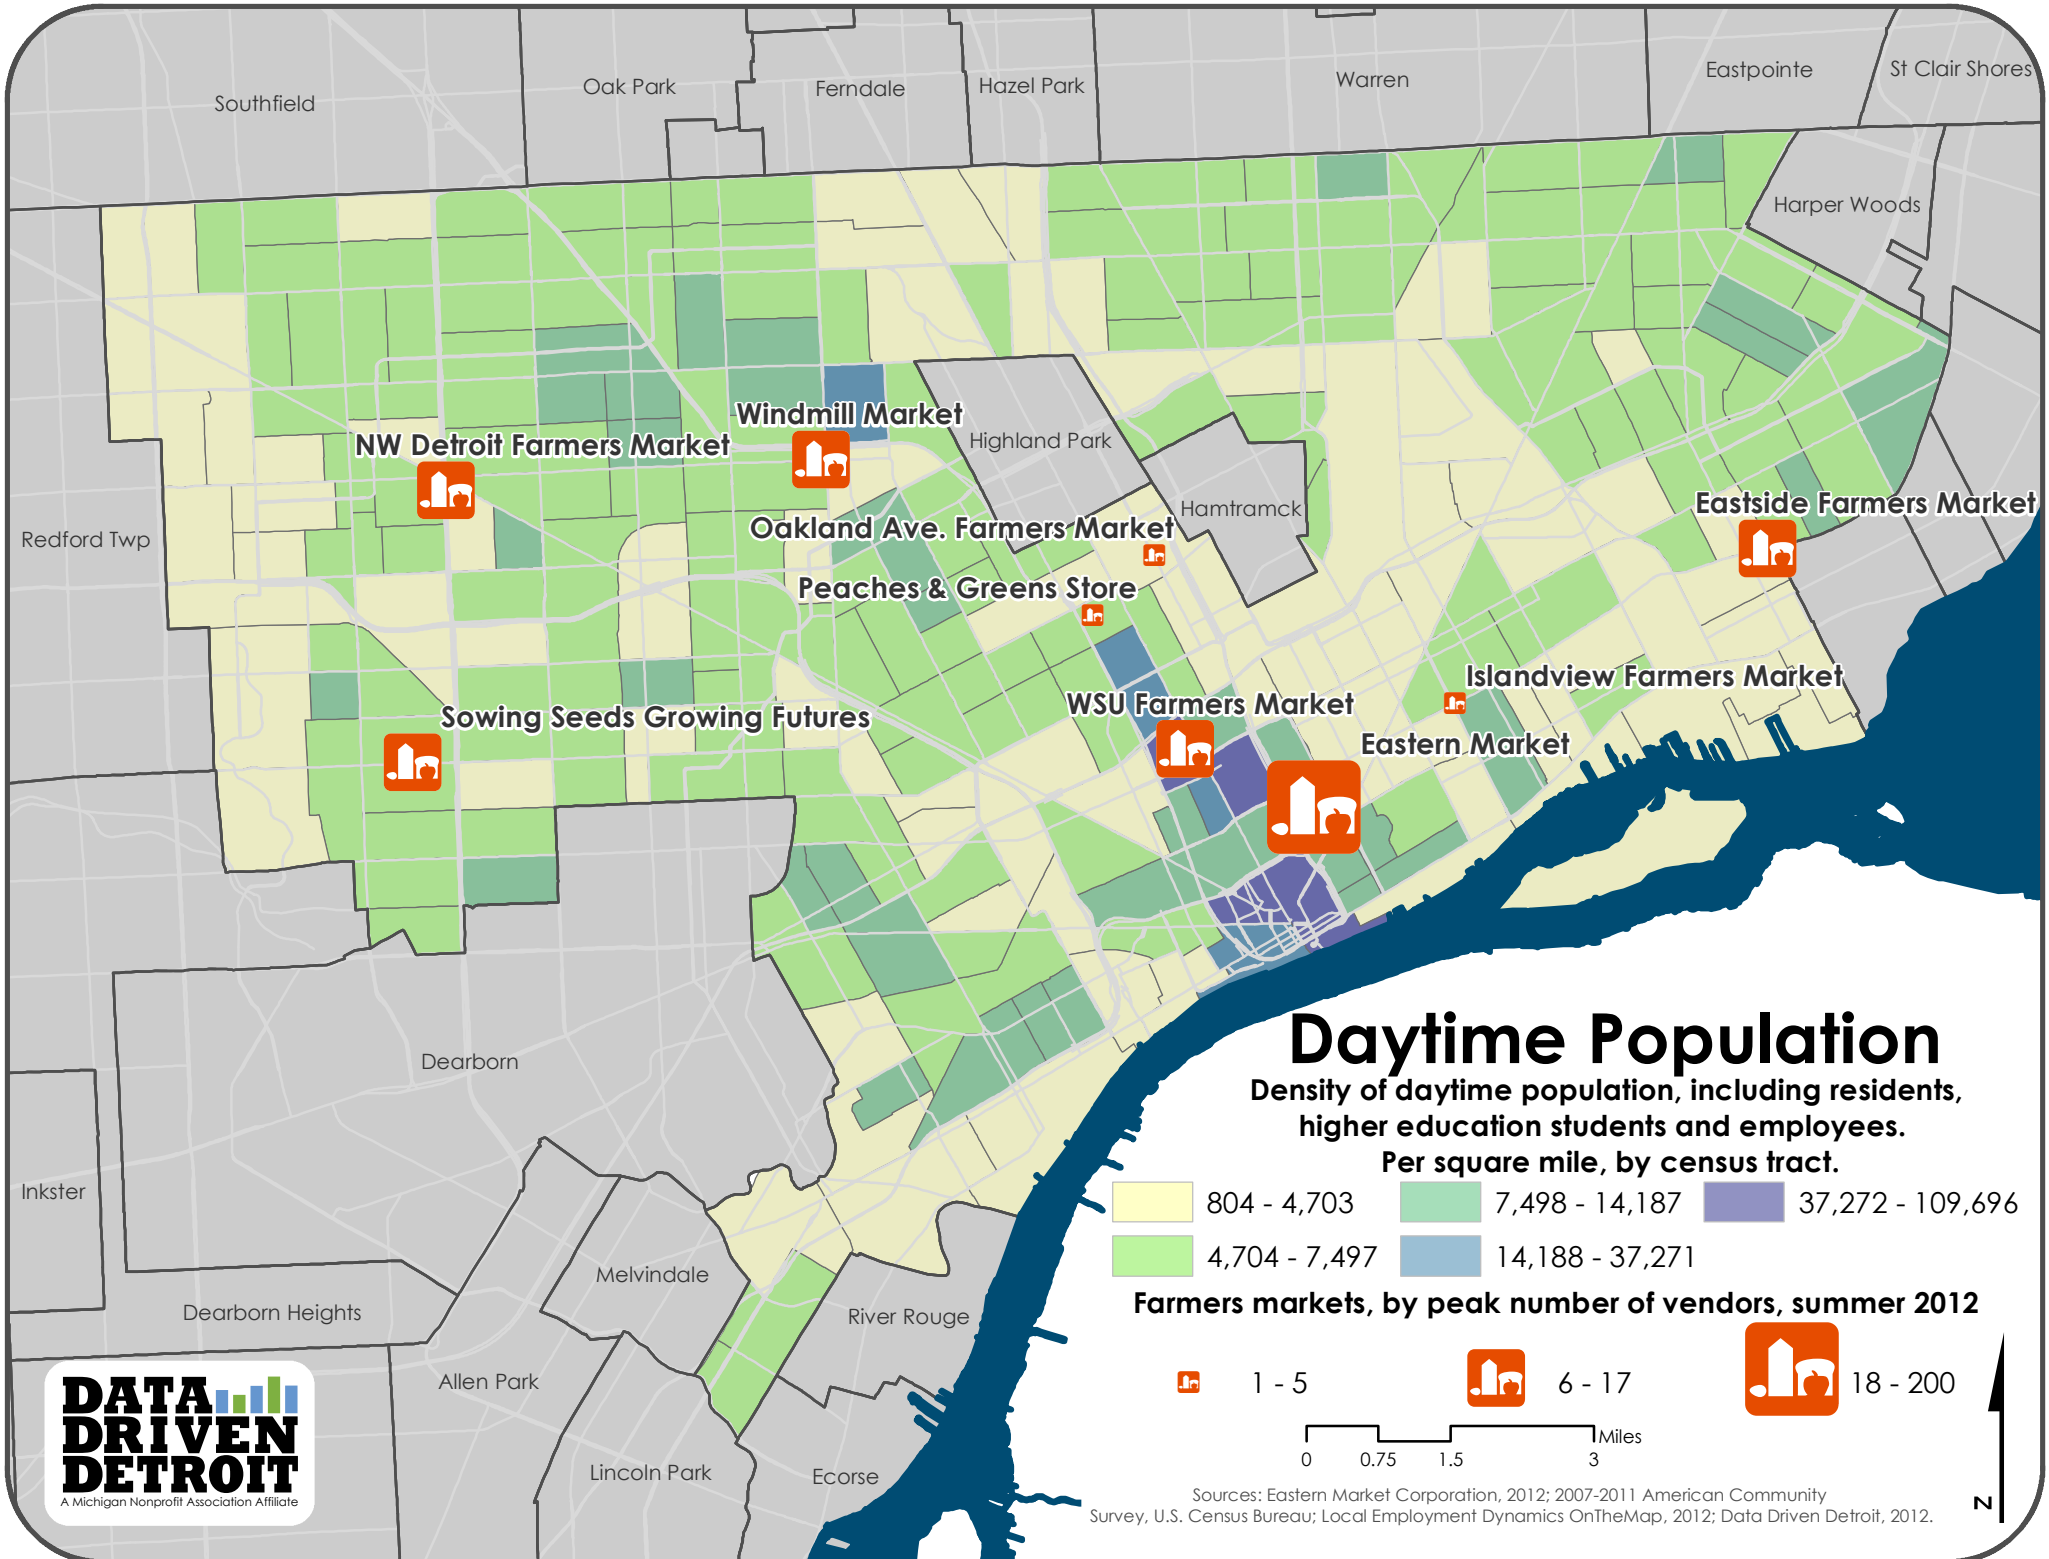 Southfield
Oak Park
Ferndale
Hazel Park
Warren
Eastpointe
St Clair Shores
Harper Woods
Windmill Market
NW Detroit Farmers Market
Highland Park
Hamtramck
Redford Twp
Oakland Ave. Farmers Market
Eastside Farmers Market
Peaches & Greens Store
Islandview Farmers Market
WSU Farmers Market
Sowing Seeds Growing Futures
Eastern Market
Dearborn
Inkster
Melvindale
Dearborn Heights
River Rouge
Allen Park
Lincoln Park
Ecorse
Daytime Population
Density of daytime population, including residents,
higher education students and employees.
Per square mile, by census tract.
804 - 4,703
7,498 - 14,187
37,272 - 109,696
4,704 - 7,497
14,188 - 37,271
Farmers markets, by peak number of vendors, summer 2012
1 - 5
6 - 17
18 - 200
Miles
0 0.75 1.5 3
N
Sources: Eastern Market Corporation, 2012; 2007-2011 American Community
Survey, U.S. Census Bureau; Local Employment Dynamics OnTheMap, 2012; Data Driven Detroit, 2012.
DATA
DRIVEN
DETROIT
A Michigan Nonprofit Association Affiliate